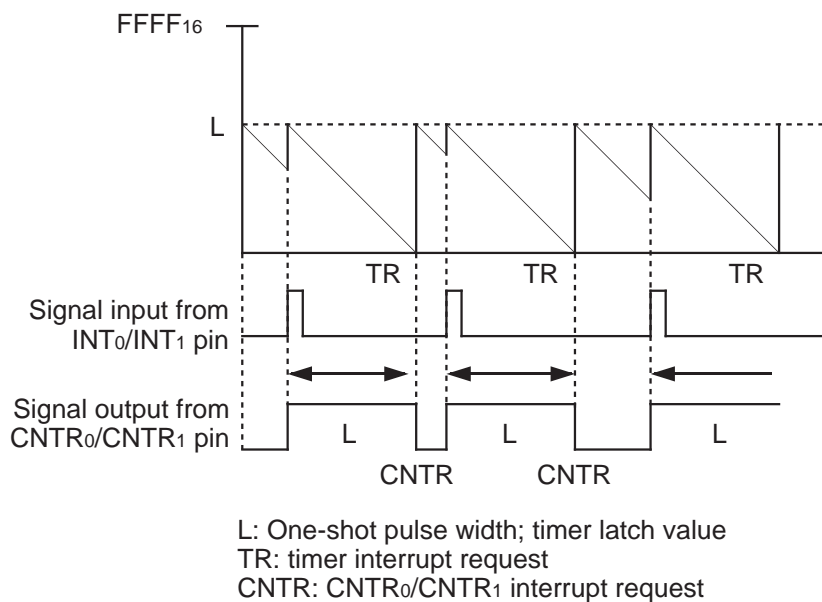 FFFF16
L
TR TR TR
Signal input from
INT0/INT1 pin
Signal output from
CNTR0/CNTR1 pin
L L L
CNTR CNTR
L: One-shot pulse width; timer latch value
TR: timer interrupt request
CNTR: CNTR0/CNTR1 interrupt request